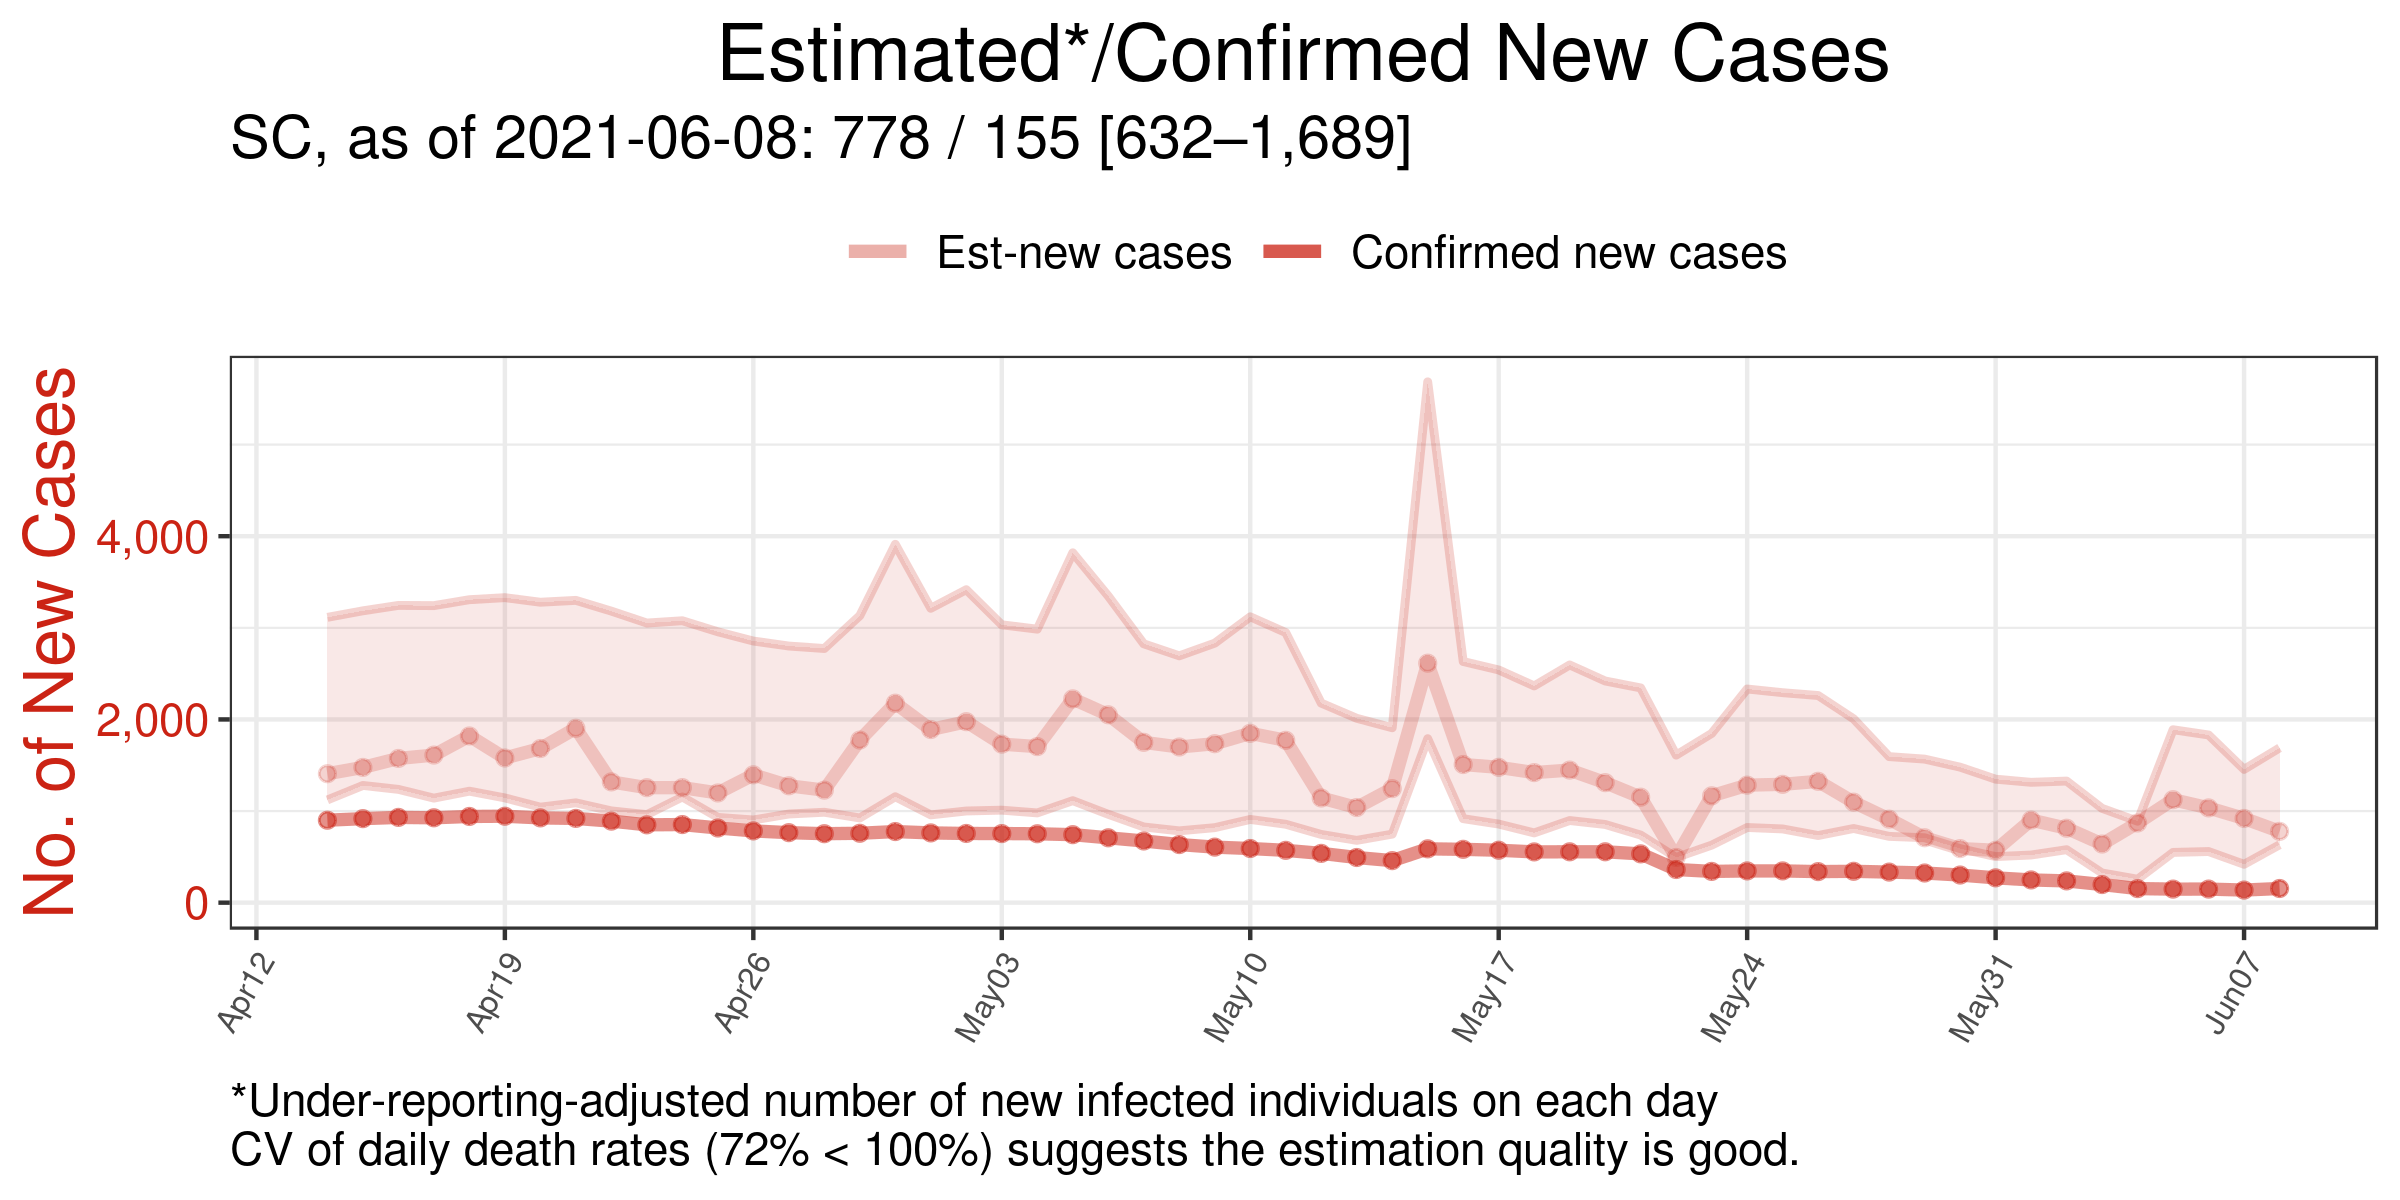 Estimated*/Confirmed New Cases
SC, as of 2021-06-08: 778 / 155 [632–1,689]
Est-new cases
Confirmed new cases
No. of New Cases
4,000
2,000
0
Apr12
Apr19
Apr26
May03
May10
May17
May24
May31
Jun07
*Under-reporting-adjusted number of new infected individuals on each day
CV of daily death rates (72% < 100%) suggests the estimation quality is good.